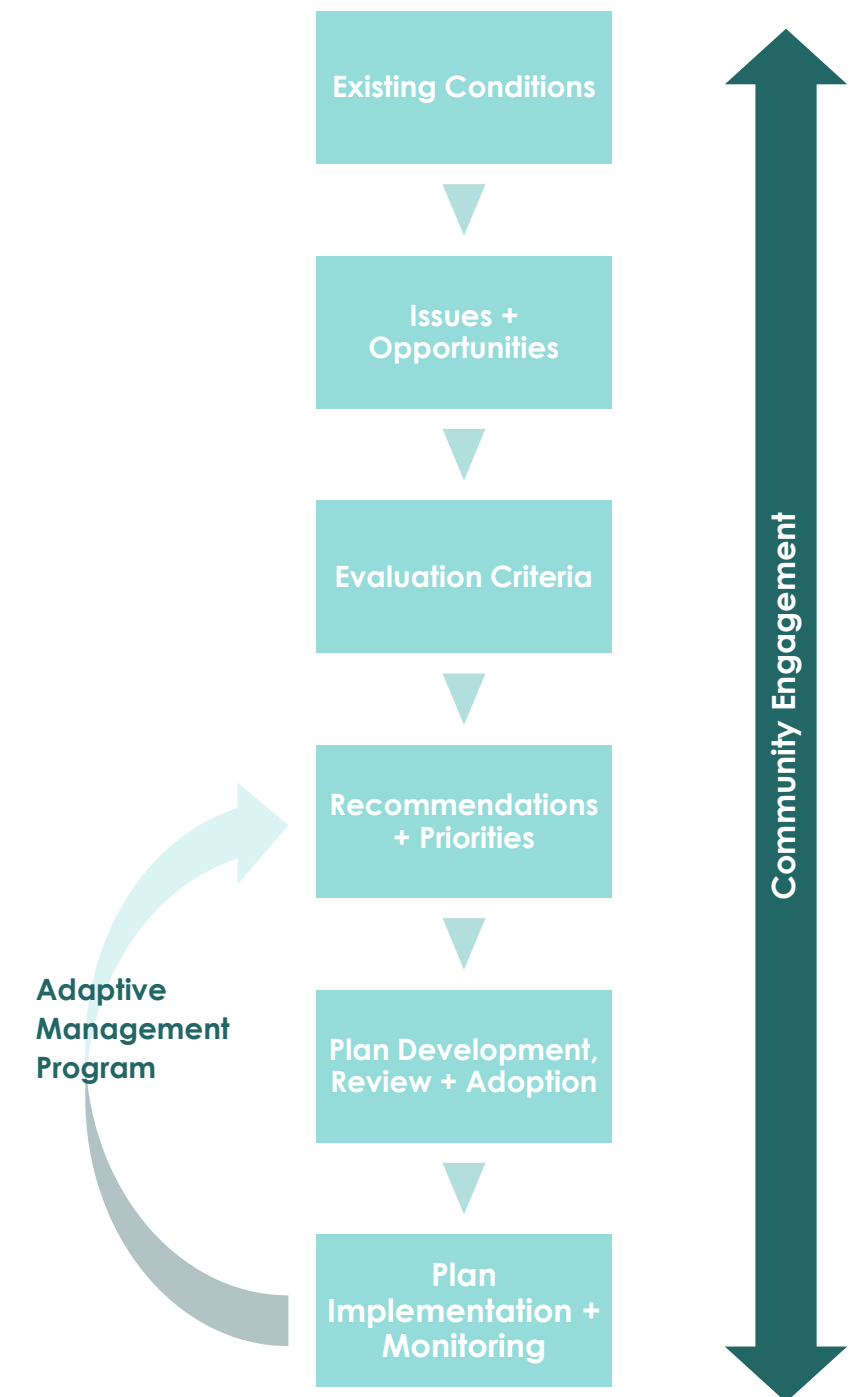 Existing Conditions
Issues +
Opportunities
Evaluation Criteria
Recommendations
+ Priorities
Adaptive
Management
Program
Plan Development,
Review + Adoption
Plan
Implementation +
Monitoring
Community Engagement